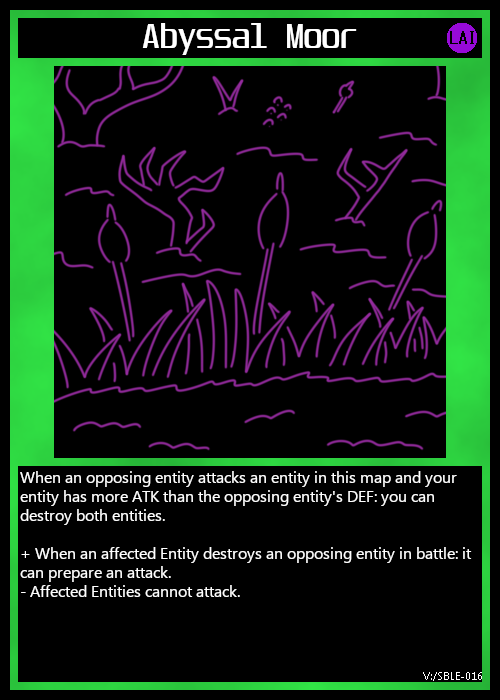 Abyssal Moor
LAI
When an opposing entity attacks an entity in this map and your
entity has more ATK than the opposing entity's DEF: you can
destroy both entities.
+ When an affected Entity destroys an opposing entity in battle: it
can prepare an attack.
- Affected Entities cannot attack.
V:/SBLE-016